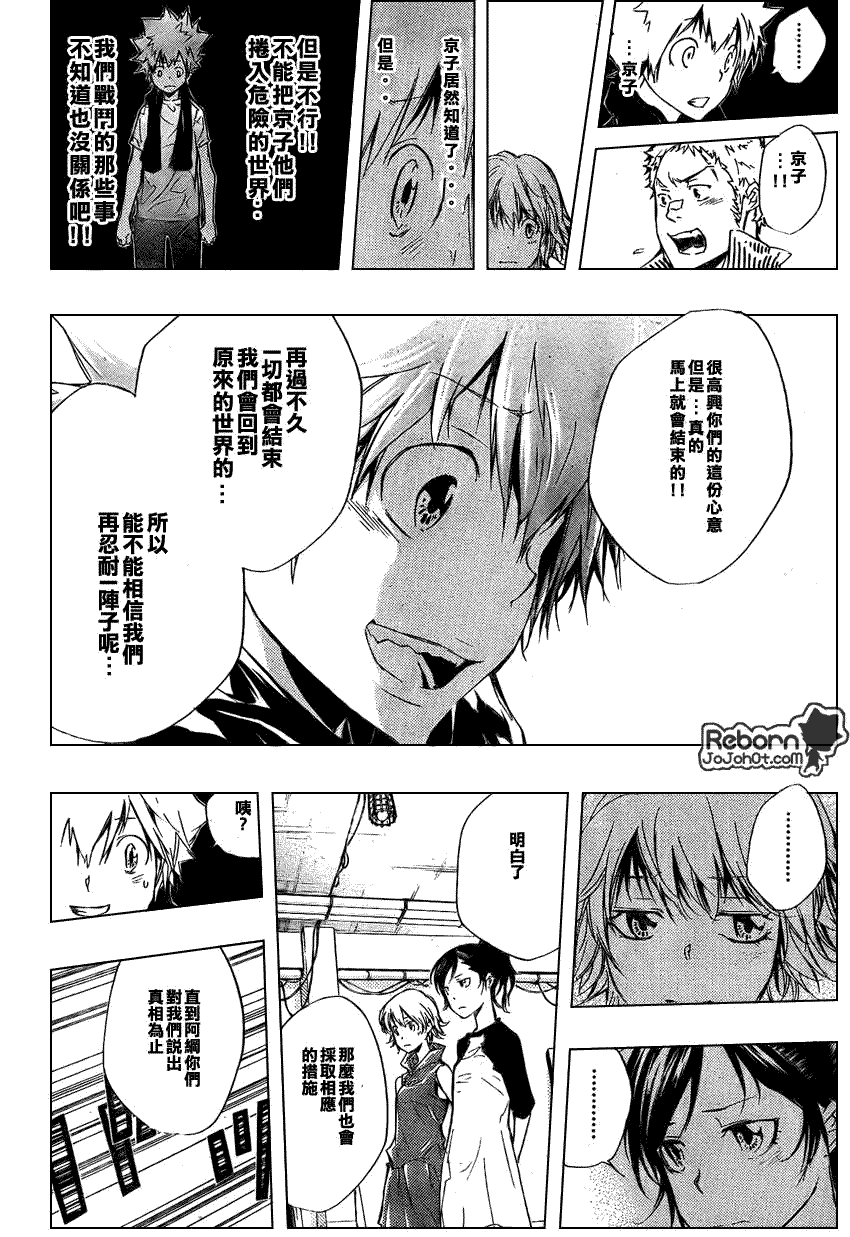 ………
…京子
京子
…!!
京子居然知道了...
但是..
但是不行!!
不能把京子他們
捲入危險的世界..
我們戰鬥的那些事
不知道也沒關係吧!!
很高興你們的這份心意
但是…真的
馬上就會結束的!!
再過不久
一切都會結束
我們會回到
原來的世界的…
所以
能不能相信我們
再忍耐一陣子呢…
Reborn
JoJohOt.com
………
………
明白了
那麼我們也會
採取相應
的措施
咦?
直到阿綱你們
對我們說出
真相為止